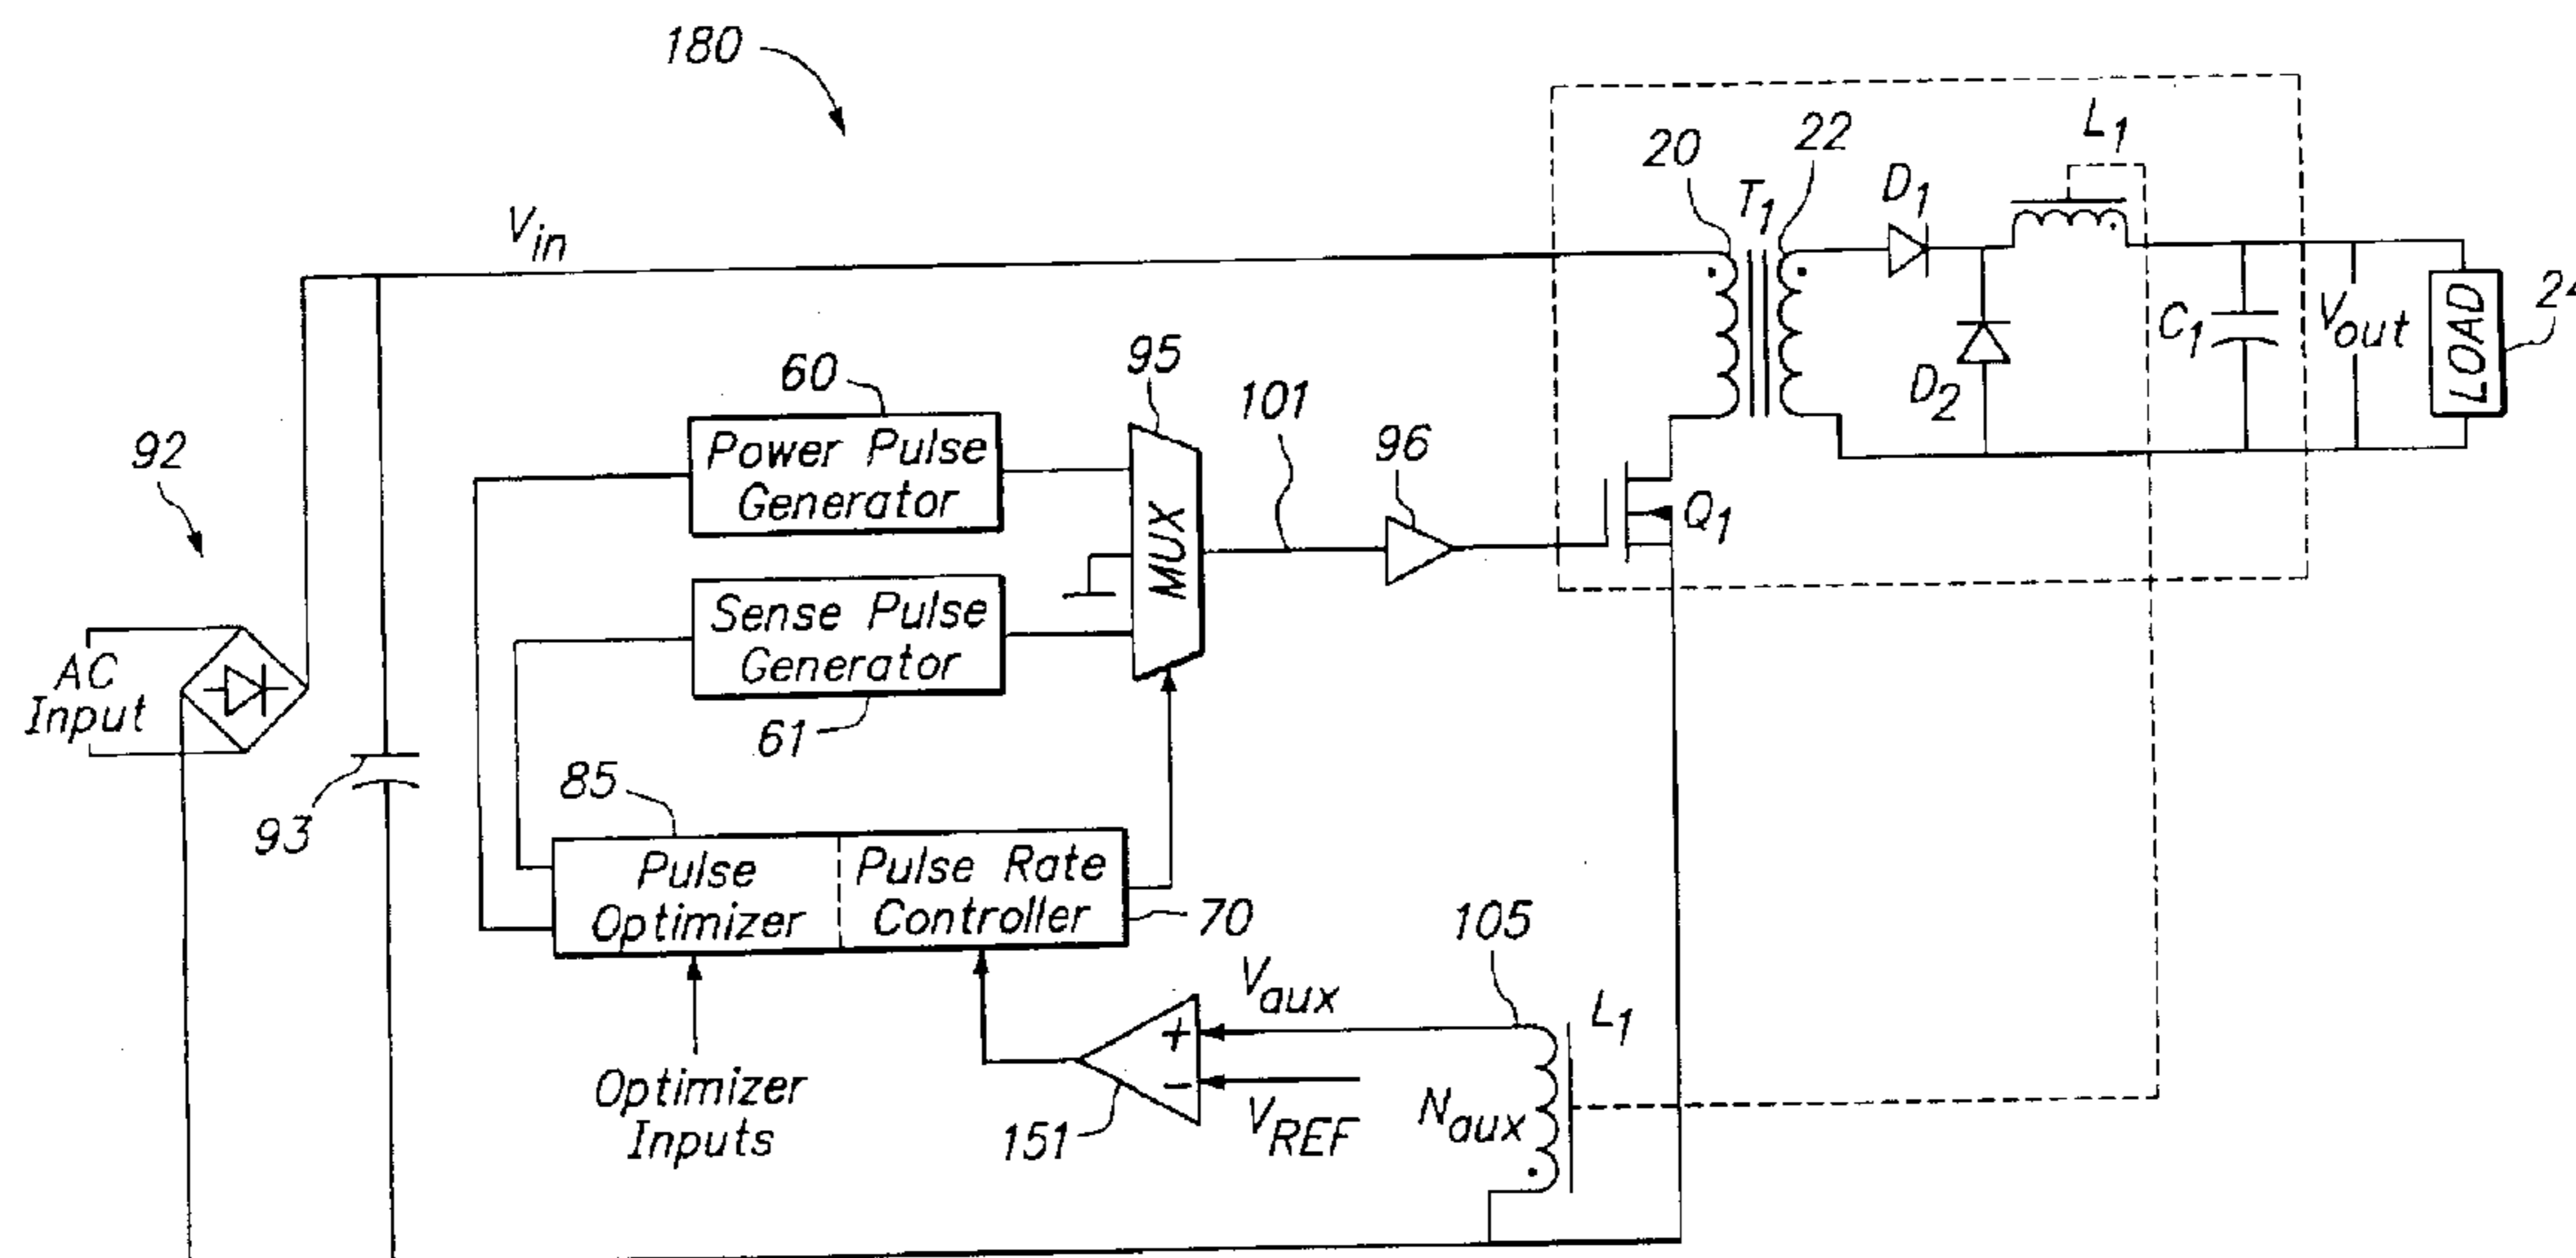 180
20
22
T1
D1
L1
Vin
D2
C1
Vout
LOAD
60
95
101
96
92
Power Pulse
Generator
MUX
Q1
Sense Pulse
Generator
AC
Input
61
93
85
Pulse
Optimizer
Pulse Rate
Controller
70
105
Vaux
L1
+
−
Optimizer
Inputs
151
VREF
Naux